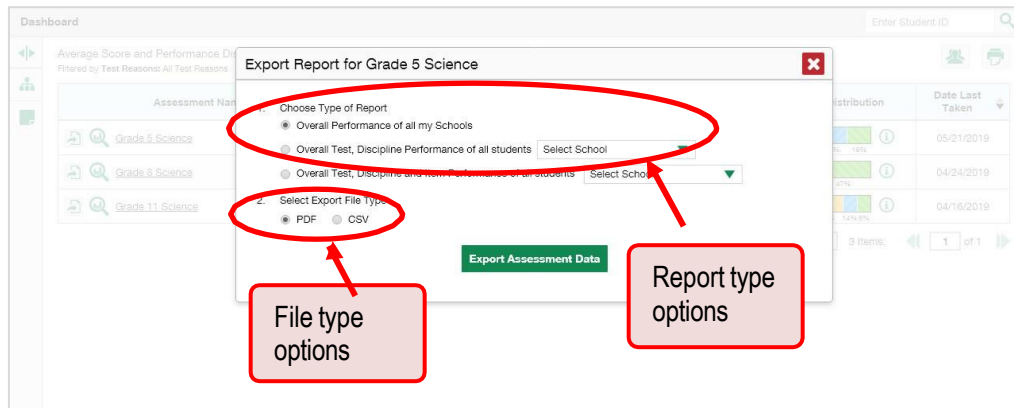 Dashboard
Enter Student ID
Average Score and Performance
Filtered by Test Reasons: All Test Reasons
Export Report for Grade 5 Science
Assessment
Date Last
Taken
1. Choose Type of Report
Overall Performance of all my Schools
Overall Test, Discipline Performance of all students Select School
Overall Test, Discipline and Item Performance of all students Select School
2. Select Export File Type
PDF CSV
Export Assessment Data
Grade 5 Science
05/21/2019
Grade 8 Science
47%
04/24/2019
Grade 11 Science
04/16/2019
3 Items:
1 of 1
File type
options
Report type
options